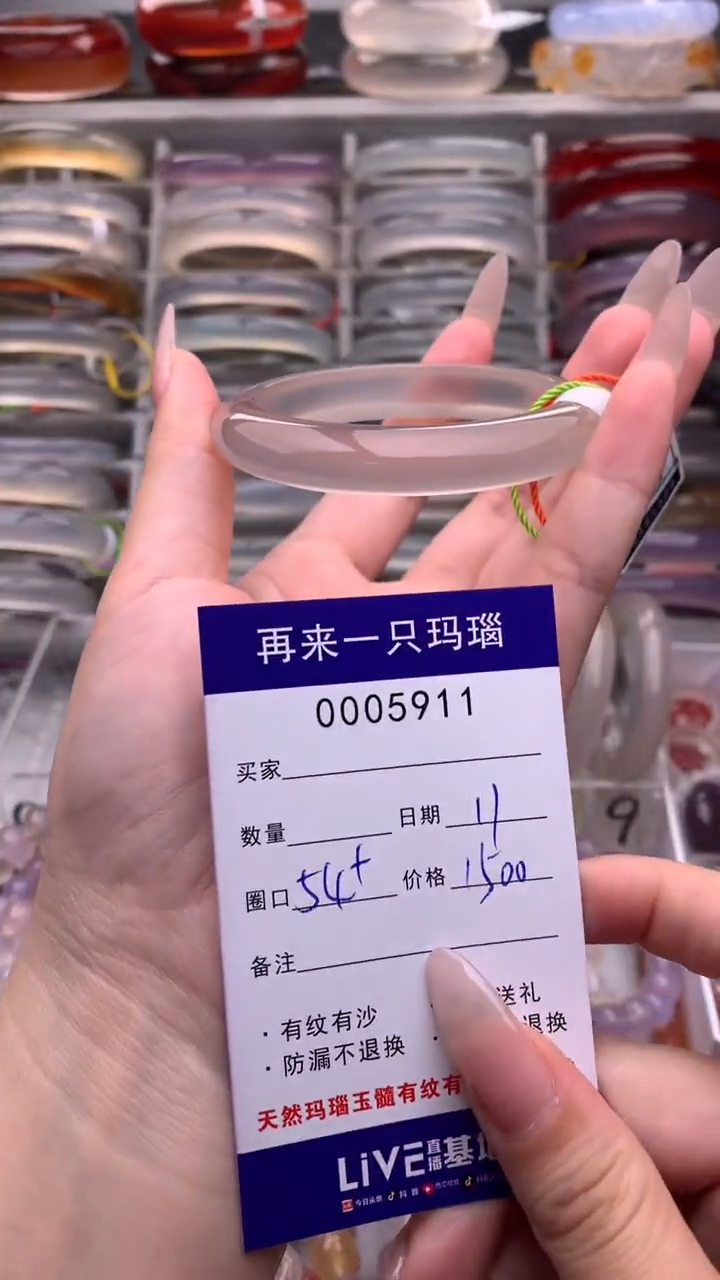 再来一只玛瑙
0005911
买家
数量 日期 11
圈口 54+ 价格 1500
备注
· 有纹有沙 送礼
· 防漏不退换 · 退换
天然玛瑙玉髓有纹有
LiVE直播基地
今日头条 抖音
9